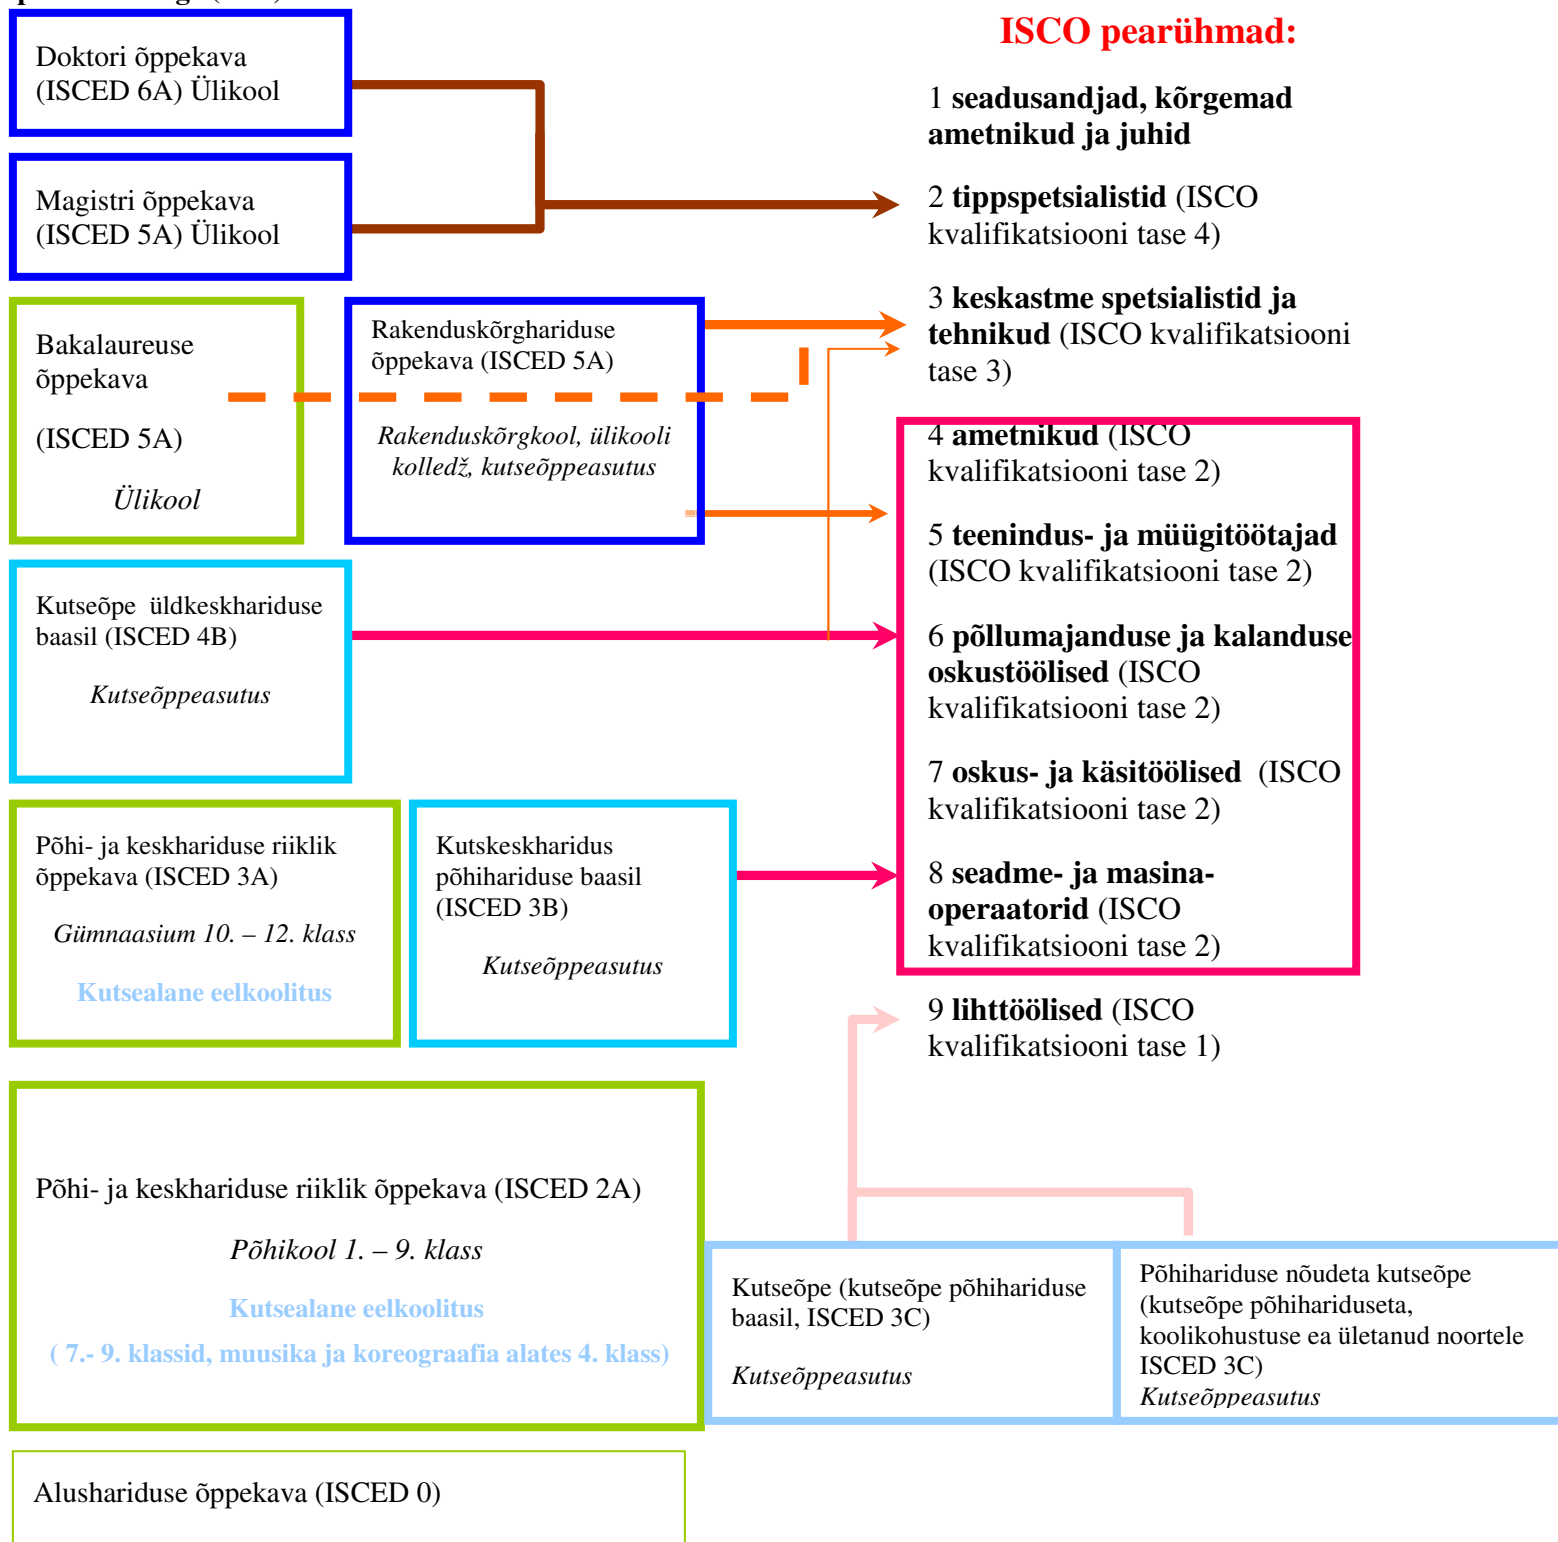 ISCO pearühmad:
Doktori õppekava
(ISCED 6A) Ülikool
1 seadusandjad, kõrgemad
ametnikud ja juhid
Magistri õppekava
(ISCED 5A) Ülikool
2 tippspetsialistid (ISCO
kvalifikatsiooni tase 4)
Bakalaureuse
õppekava
(ISCED 5A)
Ülikool
Rakenduskõrghariduse
õppekava (ISCED 5A)
Rakenduskõrgkool, ülikooli
kolledž, kutseõppeasutus
3 keskastme spetsialistid ja
tehnikud (ISCO kvalifikatsiooni
tase 3)
4 ametnikud (ISCO
kvalifikatsiooni tase 2)
5 teenindus- ja müügitöötajad
(ISCO kvalifikatsiooni tase 2)
Kutseõpe üldkeskhariduse
baasil (ISCED 4B)
Kutseõppeasutus
6 põllumajanduse ja kalanduse
oskustöölised (ISCO
kvalifikatsiooni tase 2)
7 oskus- ja käsitöölised (ISCO
kvalifikatsiooni tase 2)
Põhi- ja keskhariduse riiklik
õppekava (ISCED 3A)
Gümnaasium 10. – 12. klass
Kutsealane eelkoolitus
Kutskeskharidus
põhihariduse baasil
(ISCED 3B)
Kutseõppeasutus
8 seadme- ja masina-
operaatorid (ISCO
kvalifikatsiooni tase 2)
9 lihttöölised (ISCO
kvalifikatsiooni tase 1)
Põhi- ja keskhariduse riiklik õppekava (ISCED 2A)
Põhikool 1. – 9. klass
Kutsealane eelkoolitus
( 7.- 9. klassid, muusika ja koreograafia alates 4. klass)
Kutseõpe (kutseõpe põhihariduse
baasil, ISCED 3C)
Kutseõppeasutus
Põhihariduse nõudeta kutseõpe
(kutseõpe põhihariduseta,
koolikohustuse ea ületanud noortele
ISCED 3C)
Kutseõppeasutus
Alushariduse õppekava (ISCED 0)